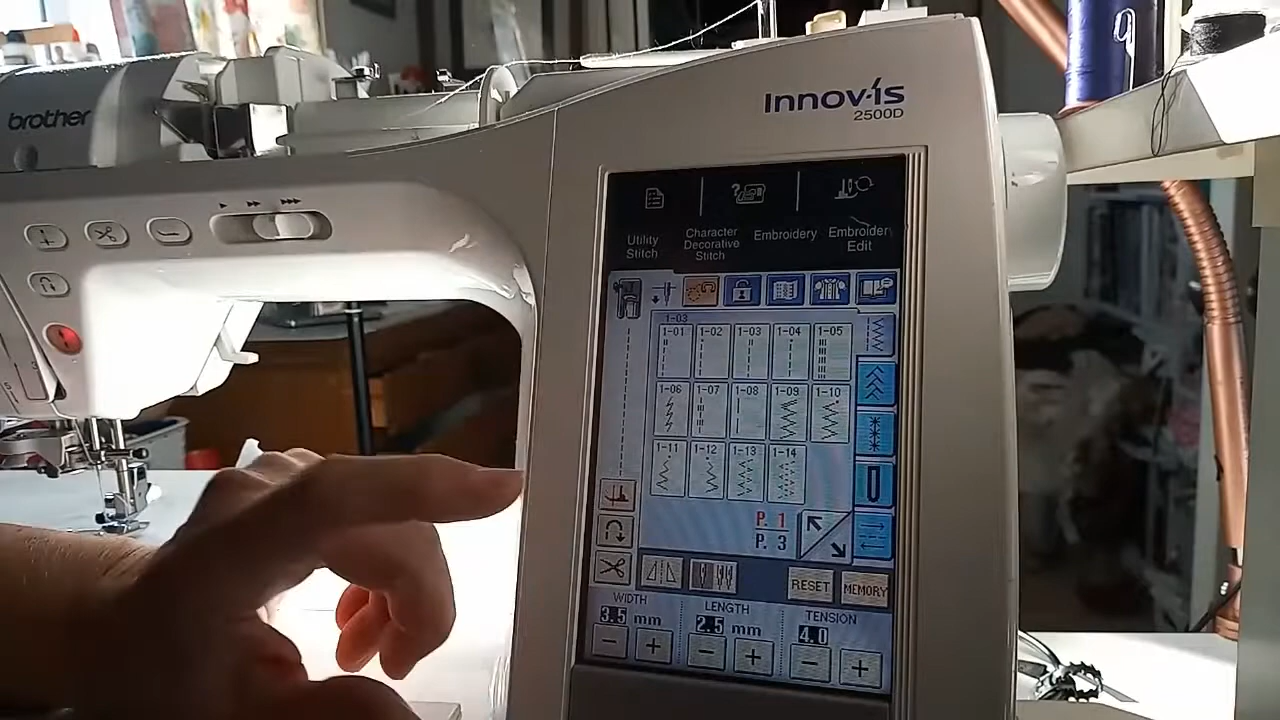 brother
Innov-is
2500D
Utility
Stitch
Character
Decorative
Stitch
Embroidery
Embroidery
Edit
1-03
1-01 1-02 1-03 1-04 1-05
1-06 1-07 1-08 1-09 1-10
1-11 1-12 1-13 1-14
P. 1
P. 3
RESET MEMORY
WIDTH LENGTH TENSION
3.5 mm 2.5 mm 4.0
− + − + − +